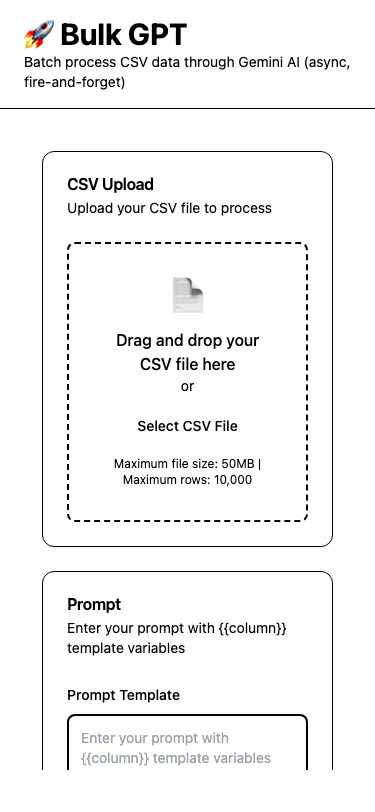 🚀 Bulk GPT
Batch process CSV data through Gemini AI (async,
fire-and-forget)
CSV Upload
Upload your CSV file to process
Drag and drop your
CSV file here
or
Select CSV File
Maximum file size: 50MB |
Maximum rows: 10,000
Prompt
Enter your prompt with {{column}}
template variables
Prompt Template
Enter your prompt with
{{column}} template variables